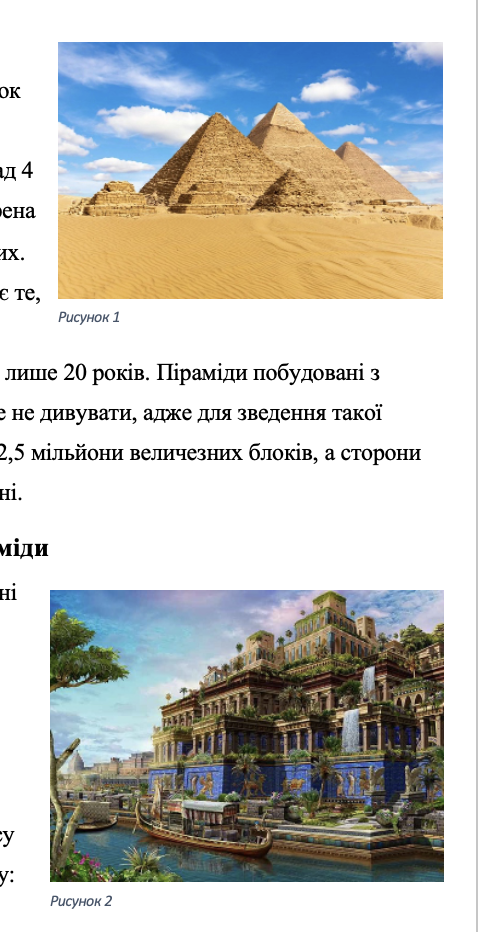 ок
ад 4
рена
их.
є те,
Рисунок 1
лише 20 років. Піраміди побудовані з
е не дивувати, адже для зведення такої
2,5 мільйони величезних блоків, а сторони
ні.
міди
ні
су
у:
Рисунок 2